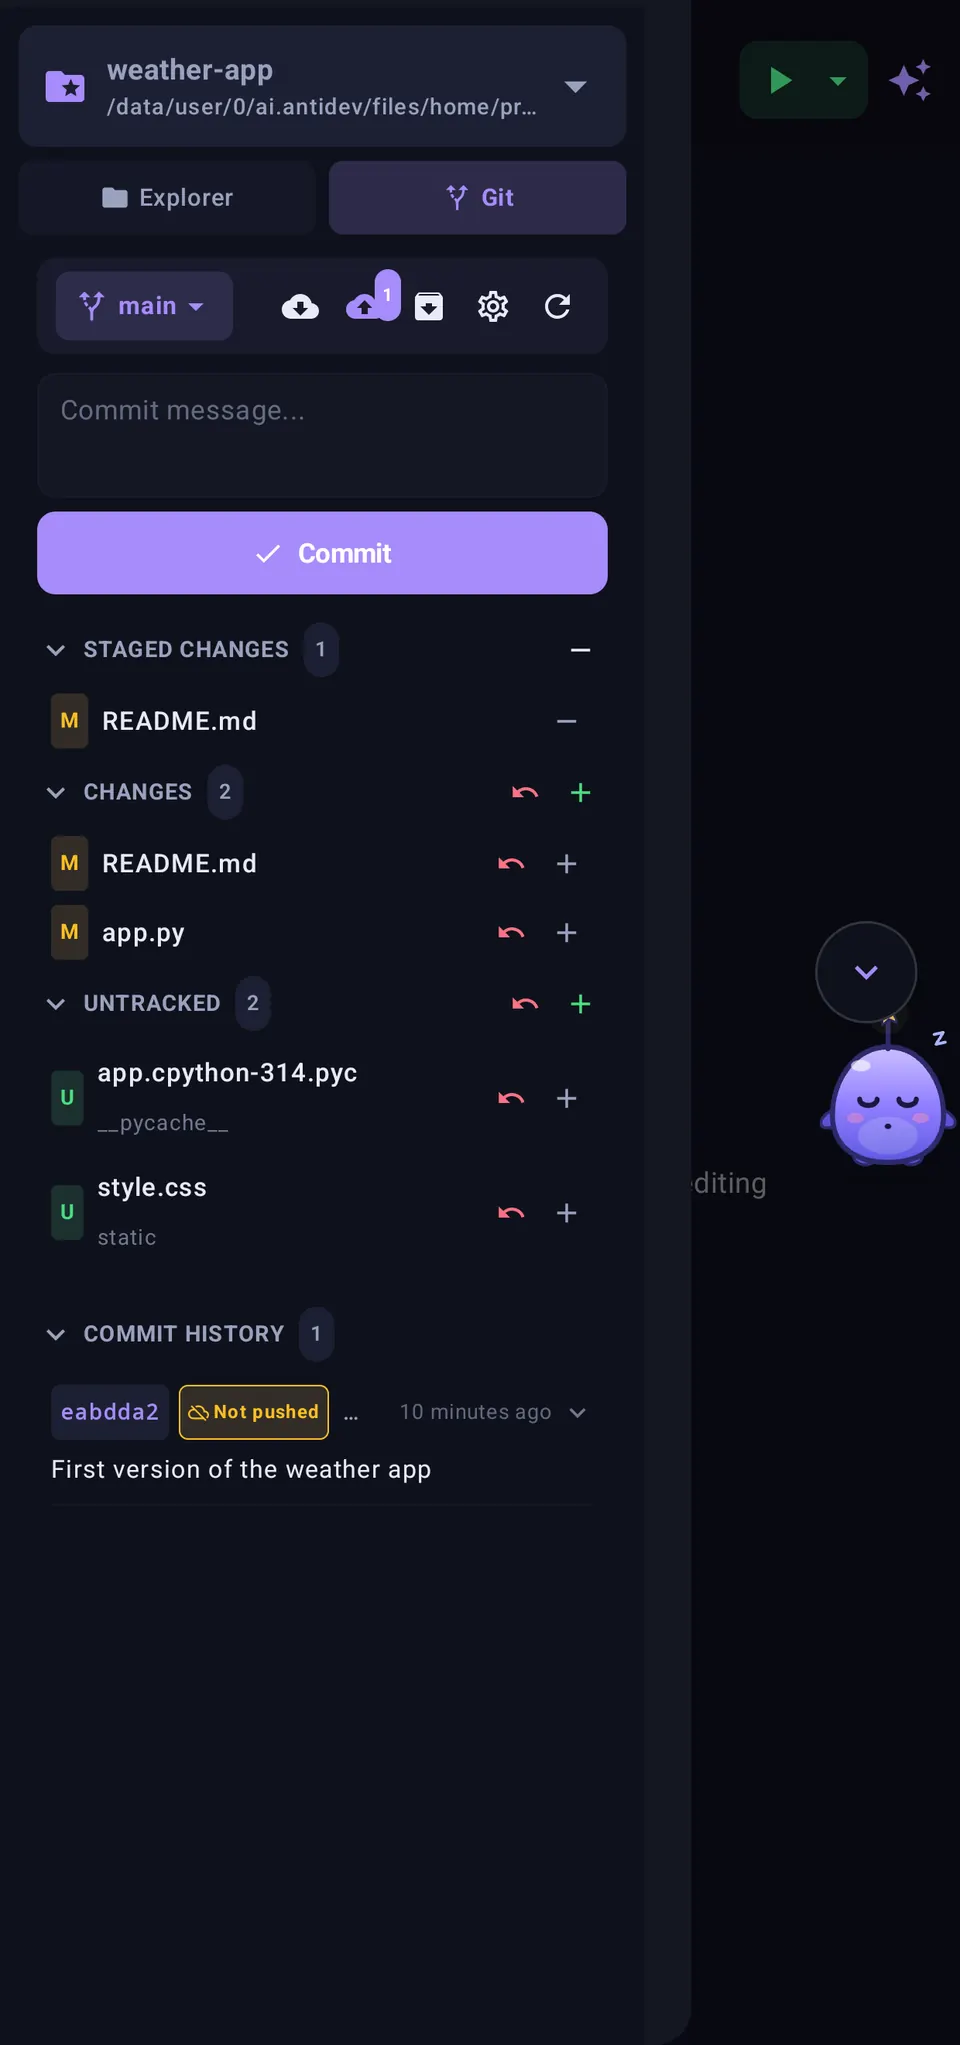 weather-app
/data/user/0/ai.antidev/files/home/pr...
Explorer
Git
main
1
Commit message...
Commit
STAGED CHANGES 1
M README.md
CHANGES 2
M README.md
M app.py
UNTRACKED 2
U app.cpython-314.pyc
__pycache__
U style.css
static
COMMIT HISTORY 1
eabdda2 Not pushed ... 10 minutes ago
First version of the weather app
z
editing